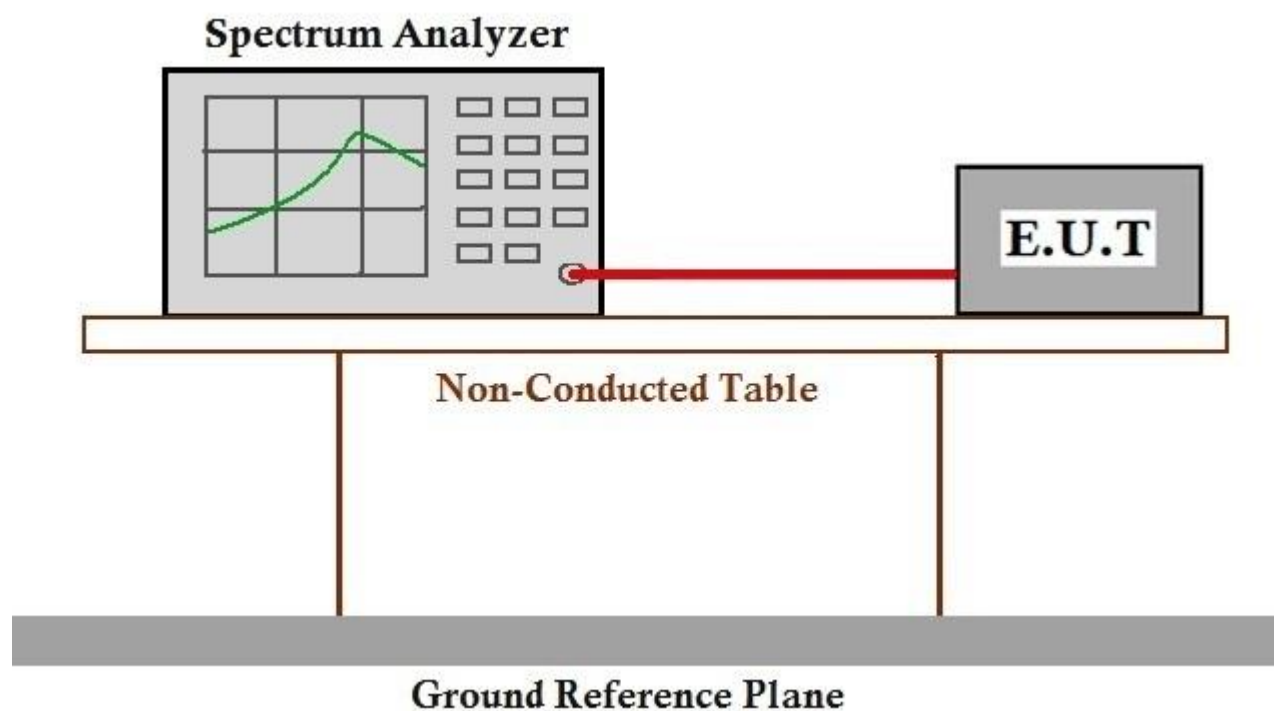 Spectrum Analyzer
E.U.T
Non-Conducted Table
Ground Reference Plane